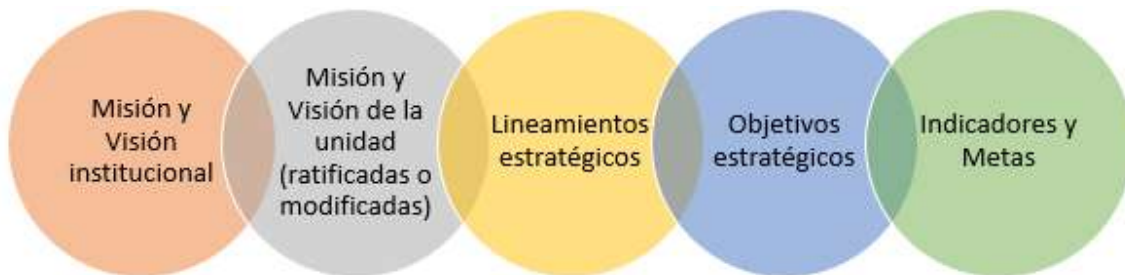 Misión y
Visión
institucional
Misión y
Visión de la
unidad
(ratificadas o
modificadas)
Lineamientos
estratégicos
Objetivos
estratégicos
Indicadores y
Metas